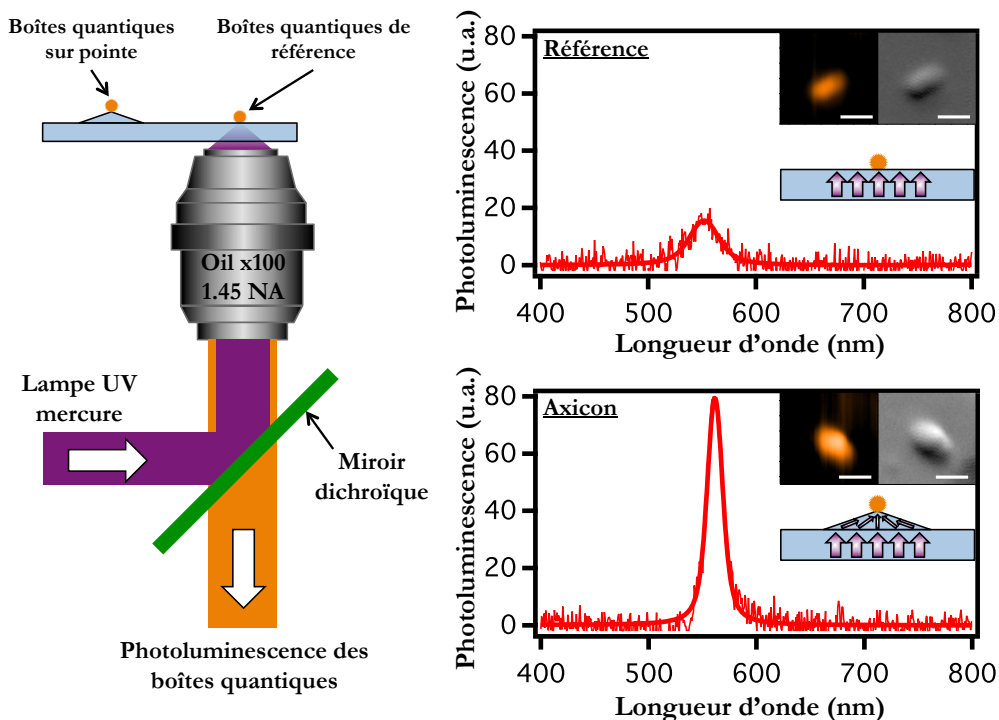 Boîtes quantiques
sur pointe
Boîtes quantiques de
référence
Oil x100
1.45 NA
Lampe UV
mercure
Miroir
dichroïque
Photoluminescence des
boîtes quantiques
Photoluminescence (u.a.)
80
60
40
20
0
Référence
400
500
600
700
800
Longueur d’onde (nm)
Photoluminescence (u.a.)
80
60
40
20
0
Axicon
400
500
600
700
800
Longueur d’onde (nm)